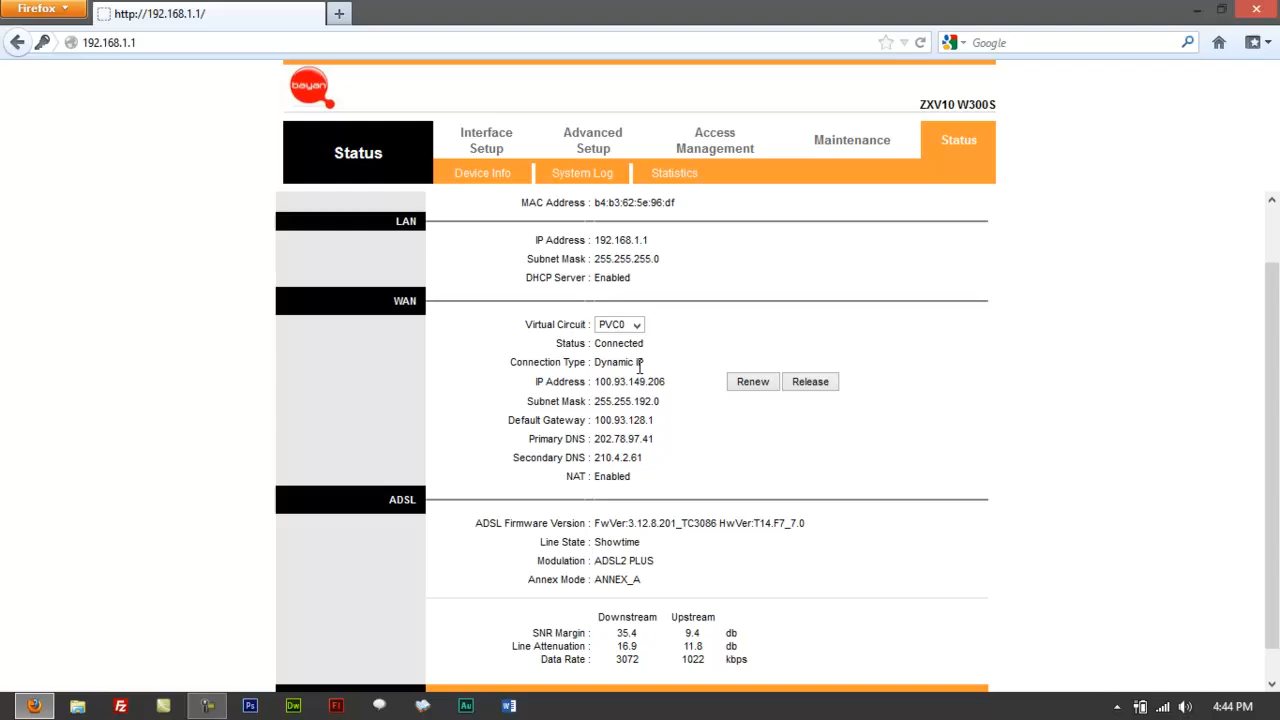 Firefox
http://192.168.1.1/
192.168.1.1
Google
bayan
ZXV10 W300S
Status
Interface Setup
Advanced Setup
Access Management
Maintenance
Status
Device Info
System Log
Statistics
MAC Address : b4:b3:62:5e:96:df
LAN
IP Address : 192.168.1.1
Subnet Mask : 255.255.255.0
DHCP Server : Enabled
WAN
Virtual Circuit : PVC0
Status : Connected
Connection Type : Dynamic IP
IP Address : 100.93.149.206 Renew Release
Subnet Mask : 255.255.192.0
Default Gateway : 100.93.128.1
Primary DNS : 202.78.97.41
Secondary DNS : 210.4.2.61
NAT : Enabled
ADSL
ADSL Firmware Version : FwVer:3.12.8.201_TC3086 HwVer:T14.F7_7.0
Line State : Showtime
Modulation : ADSL2 PLUS
Annex Mode : ANNEX_A
Downstream Upstream
SNR Margin : 35.4 9.4 db
Line Attenuation : 16.9 11.8 db
Data Rate : 3072 1022 kbps
Fz
Ps
Dw
Fl
Au
W
4:44 PM